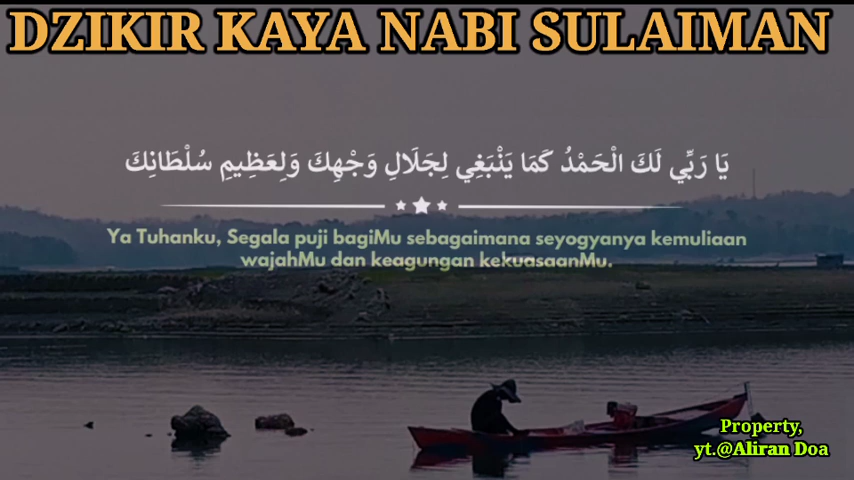 DZIKIR KAYA NABI SULAIMAN
يَا رَبِّي لَكَ الْحَمْدُ كَمَا يَنْبَغِي لِجَلَالِ وَجْهِكَ وَلِعَظِيمِ سُلْطَانِكَ
Ya Tuhanku, Segala puji bagiMu sebagaimana seyogyanya kemuliaan
wajahMu dan keagungan kekuasaanMu.
Property,
yt.@Aliran Doa